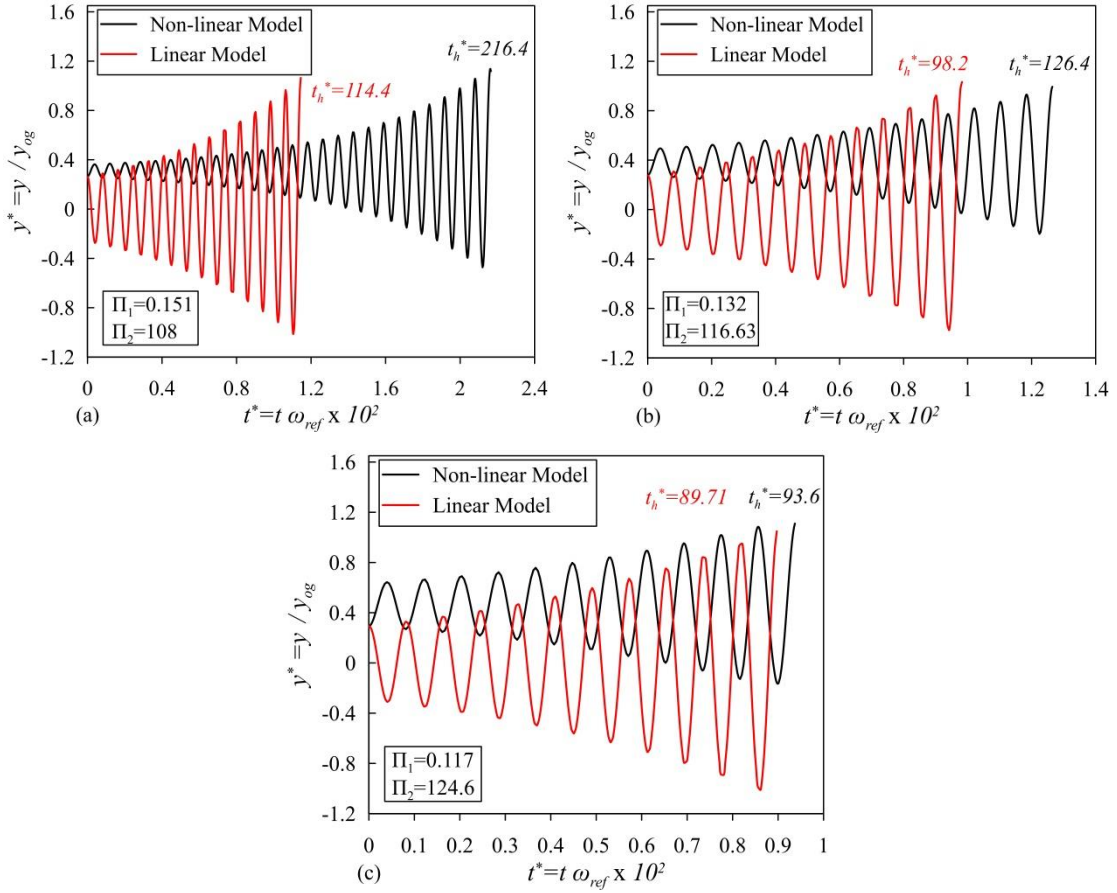 1.6
1.2
0.8
0.4
0
-0.4
-0.8
-1.2
y* =y / y_og
Non-linear Model
Linear Model
t_h*=216.4
t_h*=114.4
Π₁=0.151
Π₂=108
0 0.4 0.8 1.2 1.6 2 2.4
(a) t*=t ω_ref x 10²
1.6
1.2
0.8
0.4
0
-0.4
-0.8
-1.2
y* =y / y_og
Non-linear Model
Linear Model
t_h*=98.2 t_h*=126.4
Π₁=0.132
Π₂=116.63
0 0.2 0.4 0.6 0.8 1 1.2 1.4
(b) t*=t ω_ref x 10²
1.6
1.2
0.8
0.4
0
-0.4
-0.8
-1.2
y* =y / y_og
Non-linear Model
Linear Model
t_h*=89.71 t_h*=93.6
Π₁=0.117
Π₂=124.6
0 0.1 0.2 0.3 0.4 0.5 0.6 0.7 0.8 0.9 1
(c) t*=t ω_ref x 10²